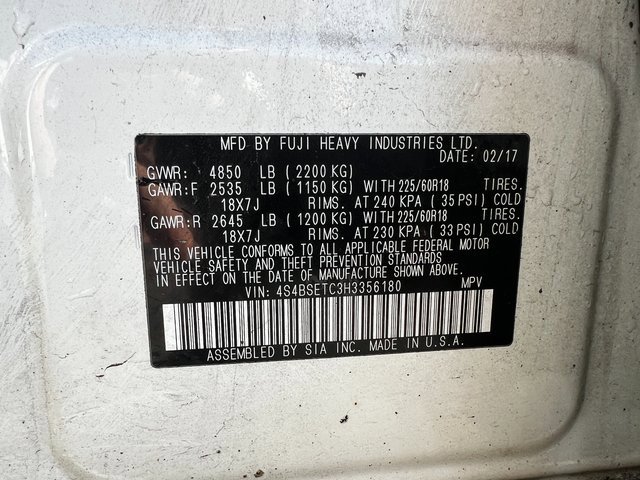 MFD BY FUJI HEAVY INDUSTRIES LTD.
DATE: 02/17
GVWR: 4850 LB (2200 KG)
GAWR:F 2535 LB (1150 KG) WITH 225/60R18 TIRES.
18X7J RIMS. AT 240 KPA (35 PSI) COLD
GAWR:R 2645 LB (1200 KG) WITH 225/60R18 TIRES.
18X7J RIMS. AT 230 KPA (33 PSI) COLD
THIS VEHICLE CONFORMS TO ALL APPLICABLE FEDERAL MOTOR
VEHICLE SAFETY AND THEFT PREVENTION STANDARDS
IN EFFECT ON THE DATE OF MANUFACTURE SHOWN ABOVE.
VIN: 4S4BSETC3H3356180 MPV
ASSEMBLED BY SIA INC. MADE IN U.S.A.